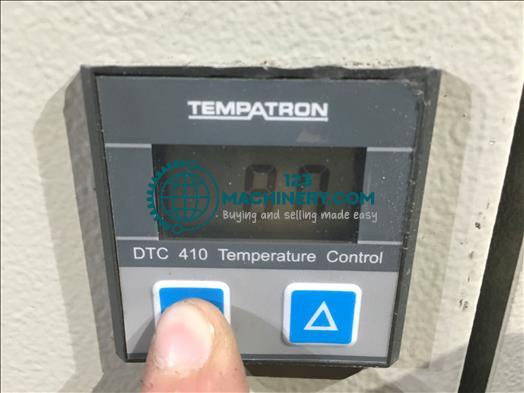 TEMPATRON
123
MACHINERY.COM
Buying and selling made easy
DTC 410 Temperature Control